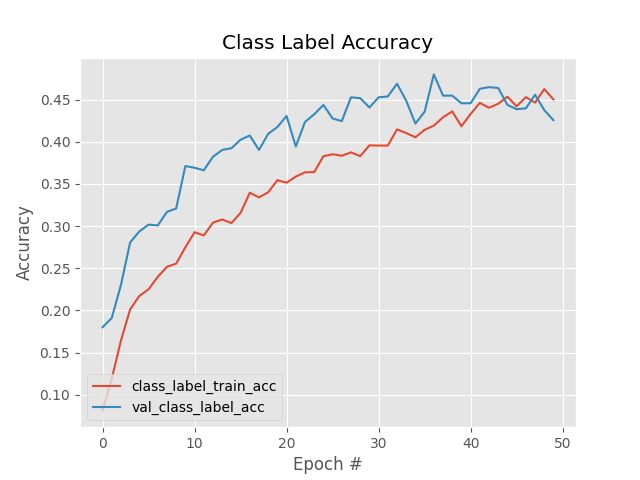 Class Label Accuracy
Accuracy
0.45
0.40
0.35
0.30
0.25
0.20
0.15
0.10
class_label_train_acc
val_class_label_acc
0 10 20 30 40 50
Epoch #